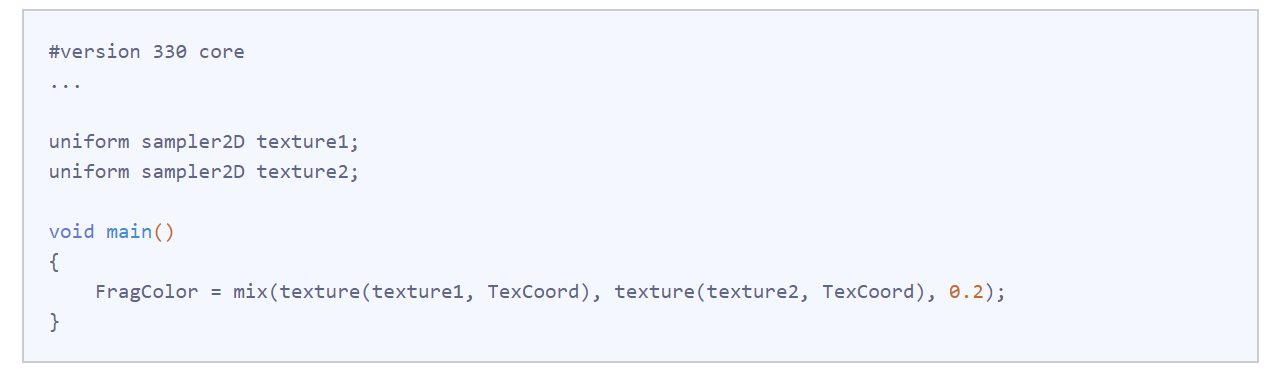 #version 330 core
...
uniform sampler2D texture1;
uniform sampler2D texture2;
void main()
{
    FragColor = mix(texture(texture1, TexCoord), texture(texture2, TexCoord), 0.2);
}